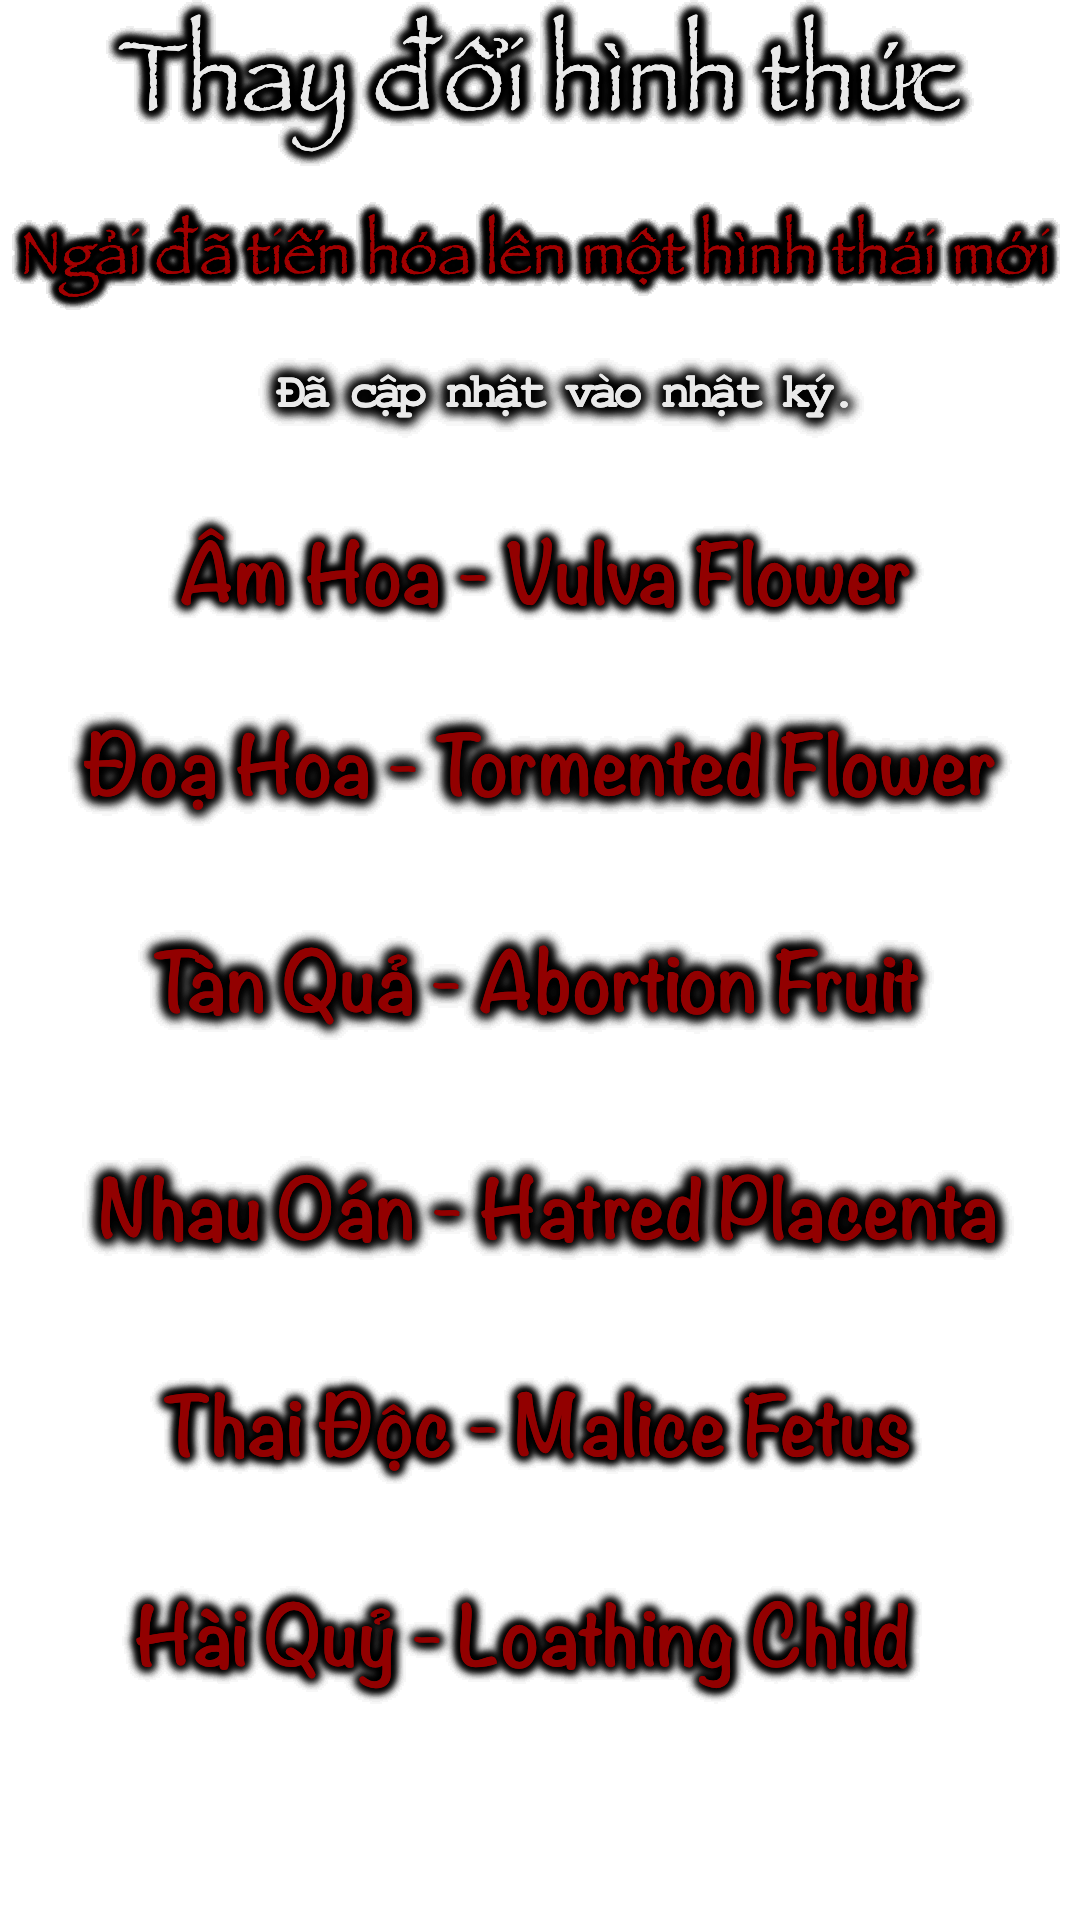 Thay đổi hình thức
Ngải đã tiến hóa lên một hình thái mới
Đã cập nhật vào nhật ký.
Âm Hoa - Vulva Flower
Đoạ Hoa - Tormented Flower
Tàn Quả - Abortion Fruit
Nhau Oán - Hatred Placenta
Thai Độc - Malice Fetus
Hài Quỷ - Loathing Child